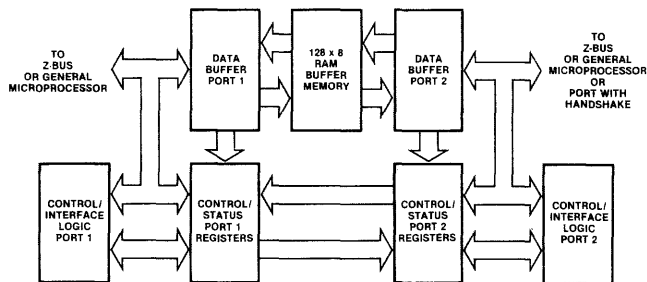 TO
Z-BUS
OR GENERAL
MICROPROCESSOR
DATA
BUFFER
PORT 1
128 x 8
RAM
BUFFER
MEMORY
DATA
BUFFER
PORT 2
TO
Z-BUS
OR GENERAL
MICROPROCESSOR
OR
PORT WITH
HANDSHAKE
CONTROL/
INTERFACE
LOGIC
PORT 1
CONTROL/
STATUS
PORT 1
REGISTERS
CONTROL/
STATUS
PORT 2
REGISTERS
CONTROL/
INTERFACE
LOGIC
PORT 2